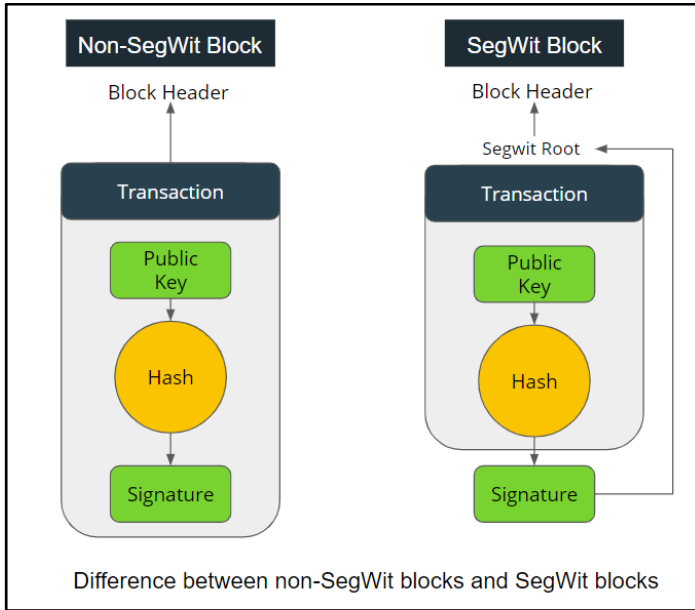 Non-SegWit Block
Block Header
Transaction
Public
Key
Hash
Signature
SegWit Block
Block Header
Segwit Root
Transaction
Public
Key
Hash
Signature
Difference between non-SegWit blocks and SegWit blocks